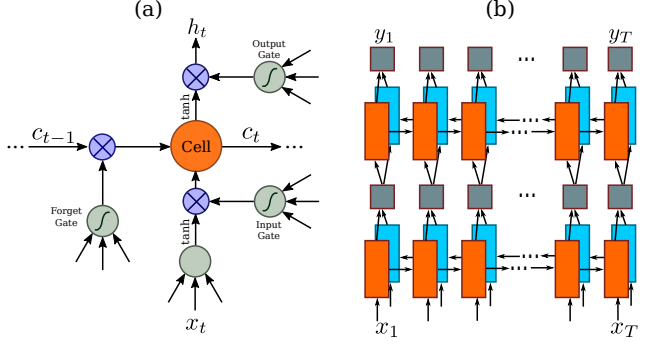 (a)
(b)
h_t
y_1
y_T
Output
Gate
tanh
... c_{t-1}
Cell
c_t ...
...
...
Forget
Gate
tanh
Input
Gate
...
...
...
x_t
x_1
x_T